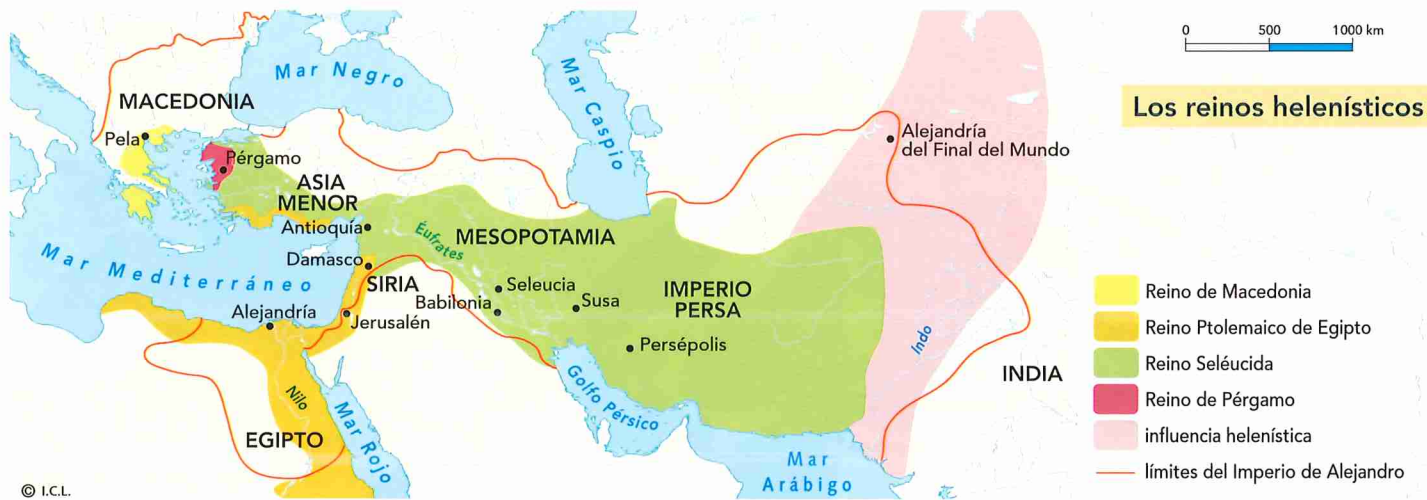 0 500 1000 km
Los reinos helenísticos
Mar Negro
Mar Caspio
MACEDONIA
Pela
Pérgamo
ASIA
MENOR
Antioquía
Alejandría
del Final del Mundo
Éufrates
MESOPOTAMIA
Mar Mediterráneo
Damasco
SIRIA
Seleucia
Babilonia
Susa
IMPERIO
PERSA
Alejandría
Jerusalén
Persépolis
Indo
INDIA
Golfo Pérsico
Nilo
EGIPTO
Mar Rojo
Mar
Arábigo
Reino de Macedonia
Reino Ptolemaico de Egipto
Reino Seléucida
Reino de Pérgamo
influencia helenística
límites del Imperio de Alejandro
© I.C.L.